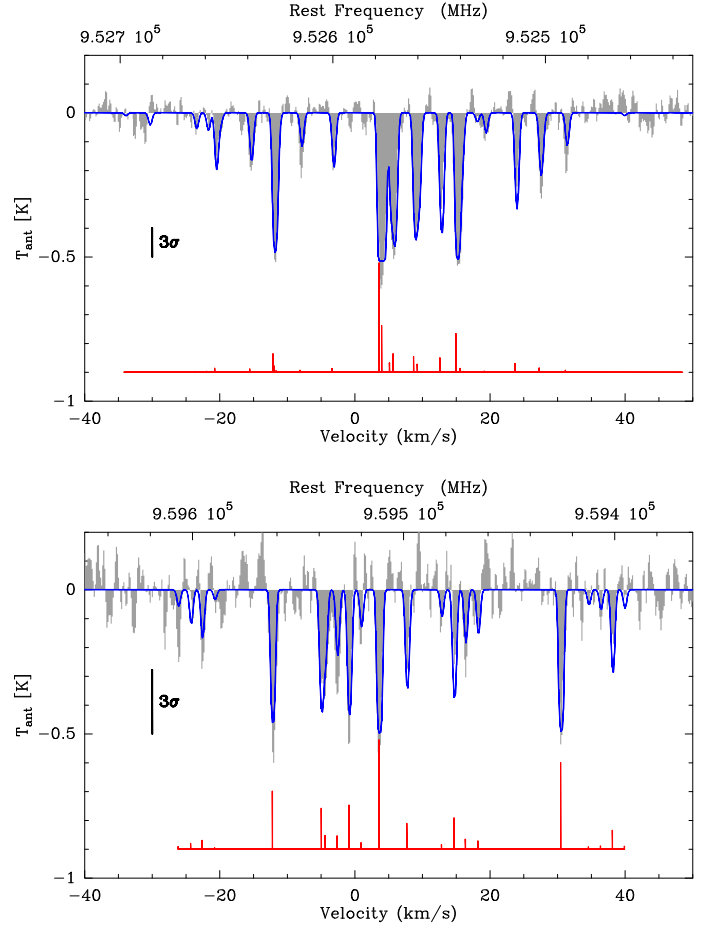 Rest Frequency (MHz)
9.527 10⁵ 9.526 10⁵ 9.525 10⁵
0
−0.5
−1
T_ant [K]
3σ
−40 −20 0 20 40
Velocity (km/s)
Rest Frequency (MHz)
9.596 10⁵ 9.595 10⁵ 9.594 10⁵
0
−0.5
−1
T_ant [K]
3σ
−40 −20 0 20 40
Velocity (km/s)